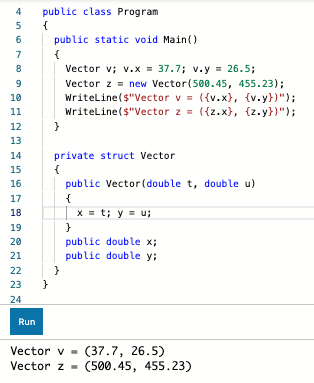 4 public class Program
5 {
6 public static void Main()
7 {
8 Vector v; v.x = 37.7; v.y = 26.5;
9 Vector z = new Vector(500.45, 455.23);
10 WriteLine($"Vector v = ({v.x}, {v.y})");
11 WriteLine($"Vector z = ({z.x}, {z.y})");
12 }
13
14 private struct Vector
15 {
16 public Vector(double t, double u)
17 {
18 x = t; y = u;
19 }
20 public double x;
21 public double y;
22 }
23 }
24
Run
Vector v = (37.7, 26.5)
Vector z = (500.45, 455.23)